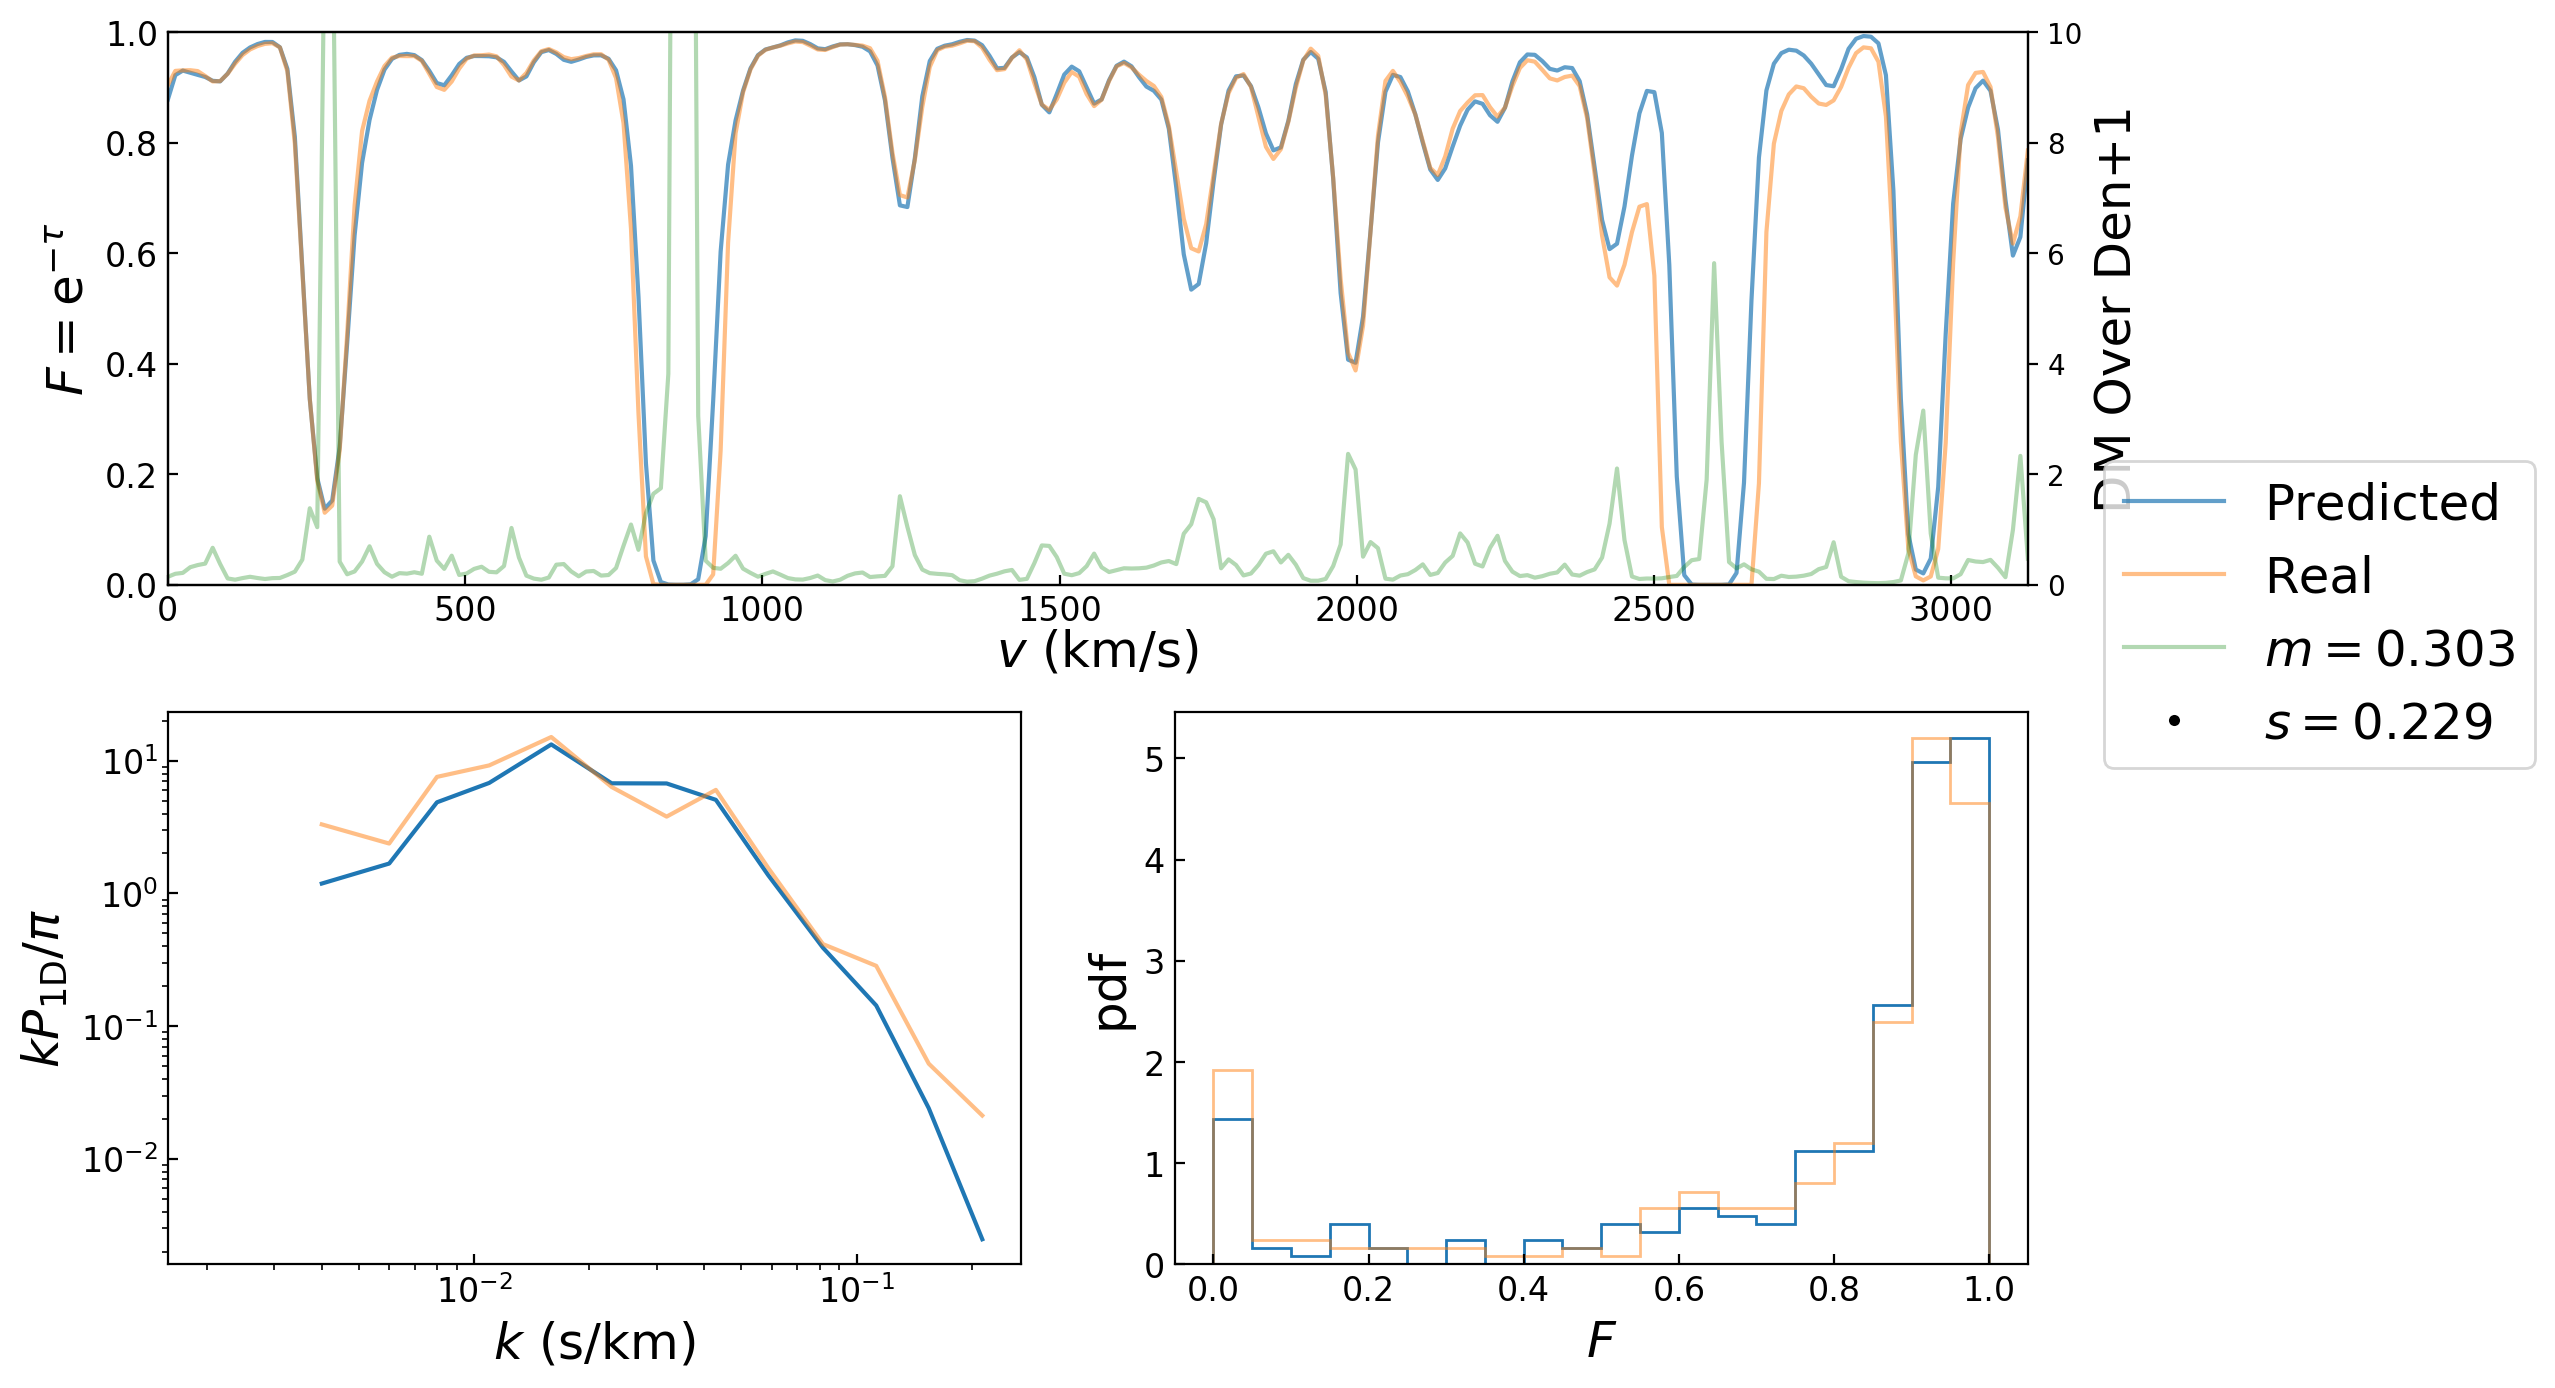 1.0
0.8
0.6
0.4
0.2
0.0
F = e^{−τ}
10
8
6
4
2
0
DM Over Den+1
0 500 1000 1500 2000 2500 3000
v (km/s)
Predicted
Real
m = 0.303
s = 0.229
10^1
10^0
10^{−1}
10^{−2}
kP_{1D}/π
10^{−2} 10^{−1}
k (s/km)
5
4
3
2
1
0
pdf
0.0 0.2 0.4 0.6 0.8 1.0
F